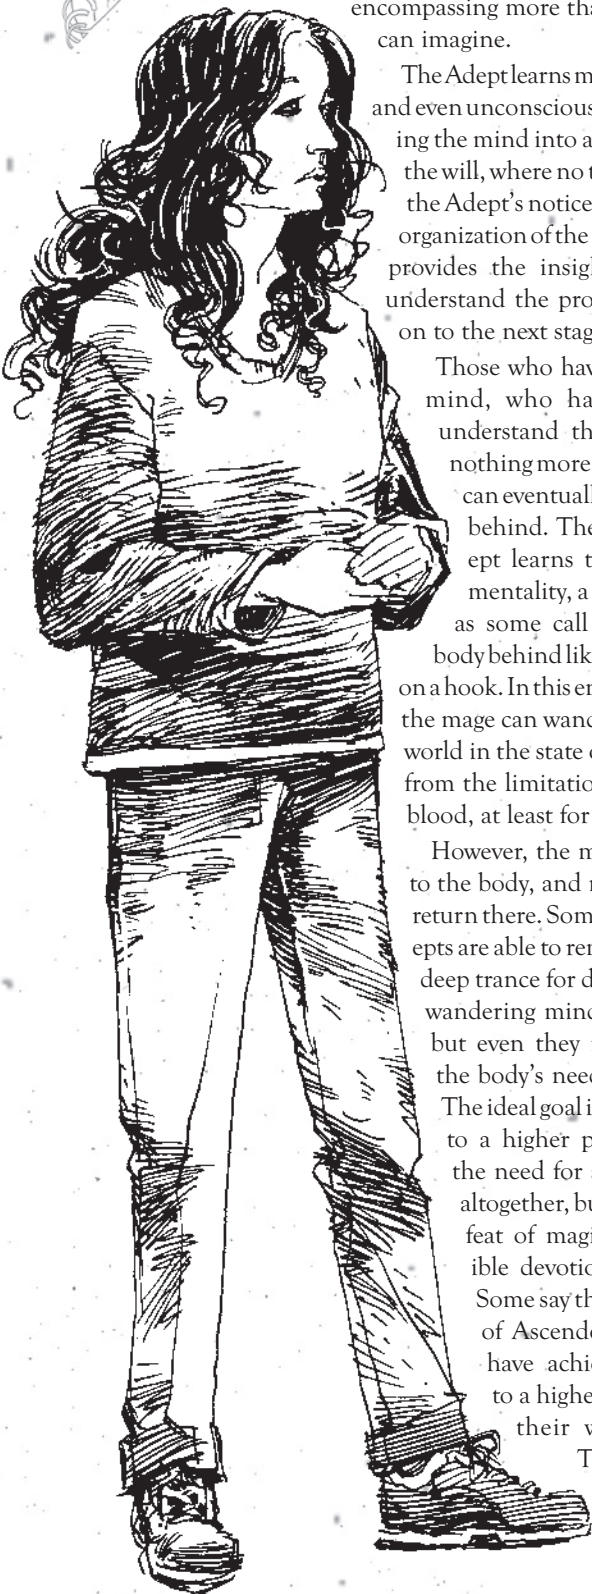 encompassing more tha
can imagine.
The Adept learns m
and even unconscious
ing the mind into a
the will, where no t
the Adept's notice
organization of the
provides the insigh
understand the pro
on to the next stag
Those who hav
mind, who ha
understand th
nothing more
can eventuall
behind. The
ept learns t
mentality, a
as some call
body behind lik
on a hook. In this er
the mage can wand
world in the state o
from the limitatio
blood, at least for
However, the m
to the body, and r
return there. Som
epts are able to rer
deep trance for d
wandering mind
but even they
the body's need
The ideal goal i
to a higher p
the need for
altogether, bu
feat of magi
ible devotio
Some say th
of Ascende
have achie
to a highe
their w
T